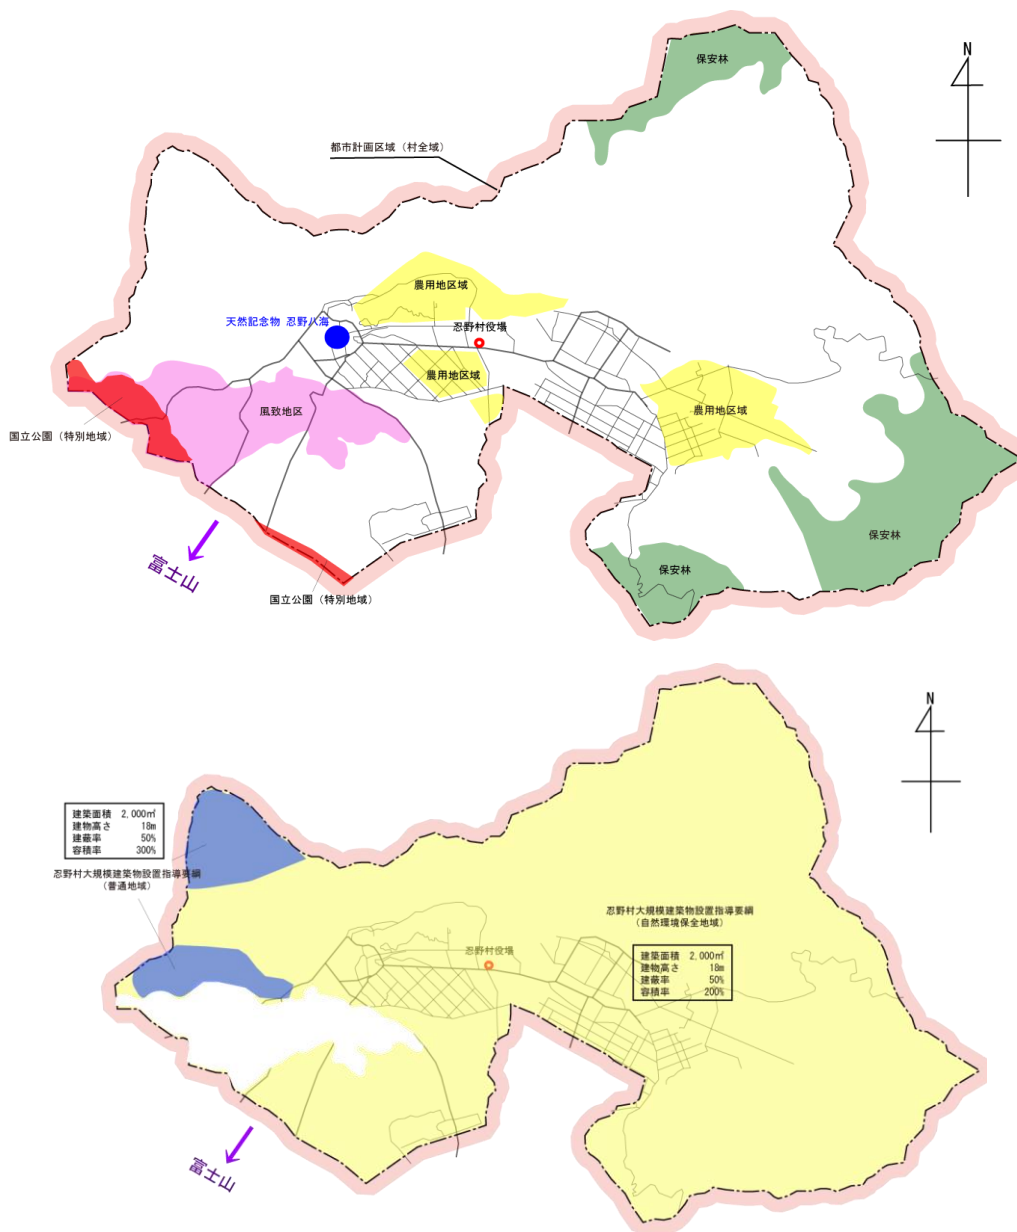 保安林
N
都市計画区域（村全域）
農用地区域
天然記念物 忍野八海
忍野村役場
農用地区域
風致地区
農用地区域
国立公園（特別地域）
保安林
富士山
保安林
国立公園（特別地域）
N
建築面積 2,000㎡
建物高さ 18m
建蔽率 50%
容積率 300%
忍野村大規模建築物設置指導要綱
（普通地域）
忍野村大規模建築物設置指導要綱
（自然環境保全地域）
忍野村役場
建築面積 2,000㎡
建物高さ 18m
建蔽率 50%
容積率 200%
富士山